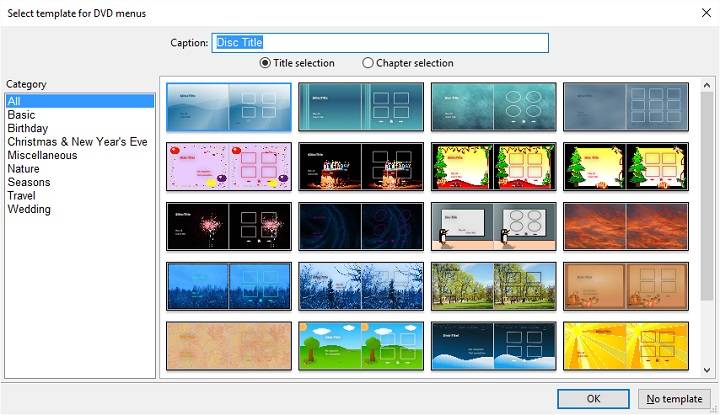 Select template for DVD menus
Caption: Disc Title
Title selection Chapter selection
Category
All
Basic
Birthday
Christmas & New Year's Eve
Miscellaneous
Nature
Seasons
Travel
Wedding
OK No template